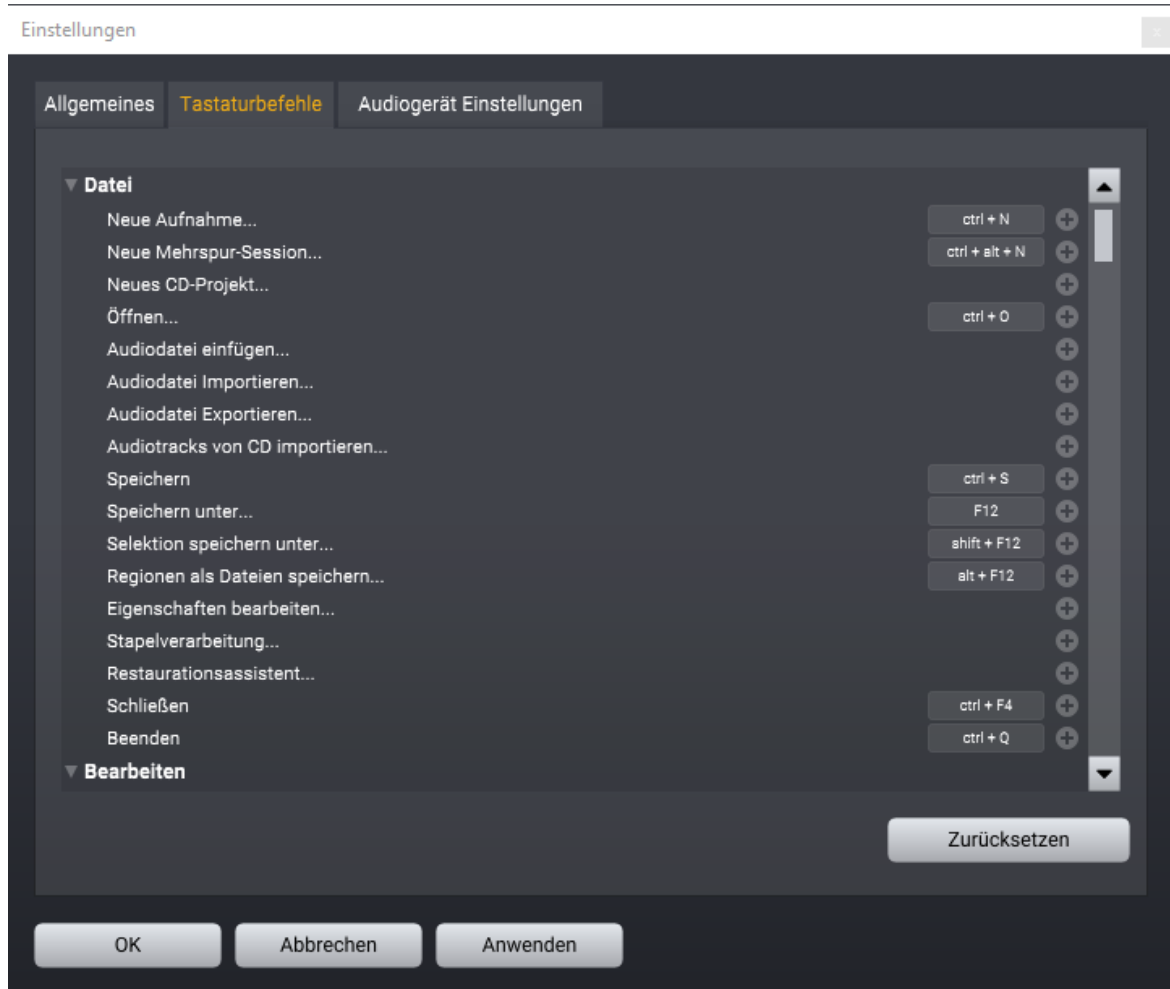 Einstellungen
x
Allgemeines Tastaturbefehle Audiogerät Einstellungen
Datei
Neue Aufnahme... ctrl + N
Neue Mehrspur-Session... ctrl + alt + N
Neues CD-Projekt...
Öffnen... ctrl + O
Audiodatei einfügen...
Audiodatei Importieren...
Audiodatei Exportieren...
Audiotracks von CD importieren...
Speichern ctrl + S
Speichern unter... F12
Selektion speichern unter... shift + F12
Regionen als Dateien speichern... alt + F12
Eigenschaften bearbeiten...
Stapelverarbeitung...
Restaurationsassistent...
Schließen ctrl + F4
Beenden ctrl + Q
Bearbeiten
Zurücksetzen
OK Abbrechen Anwenden